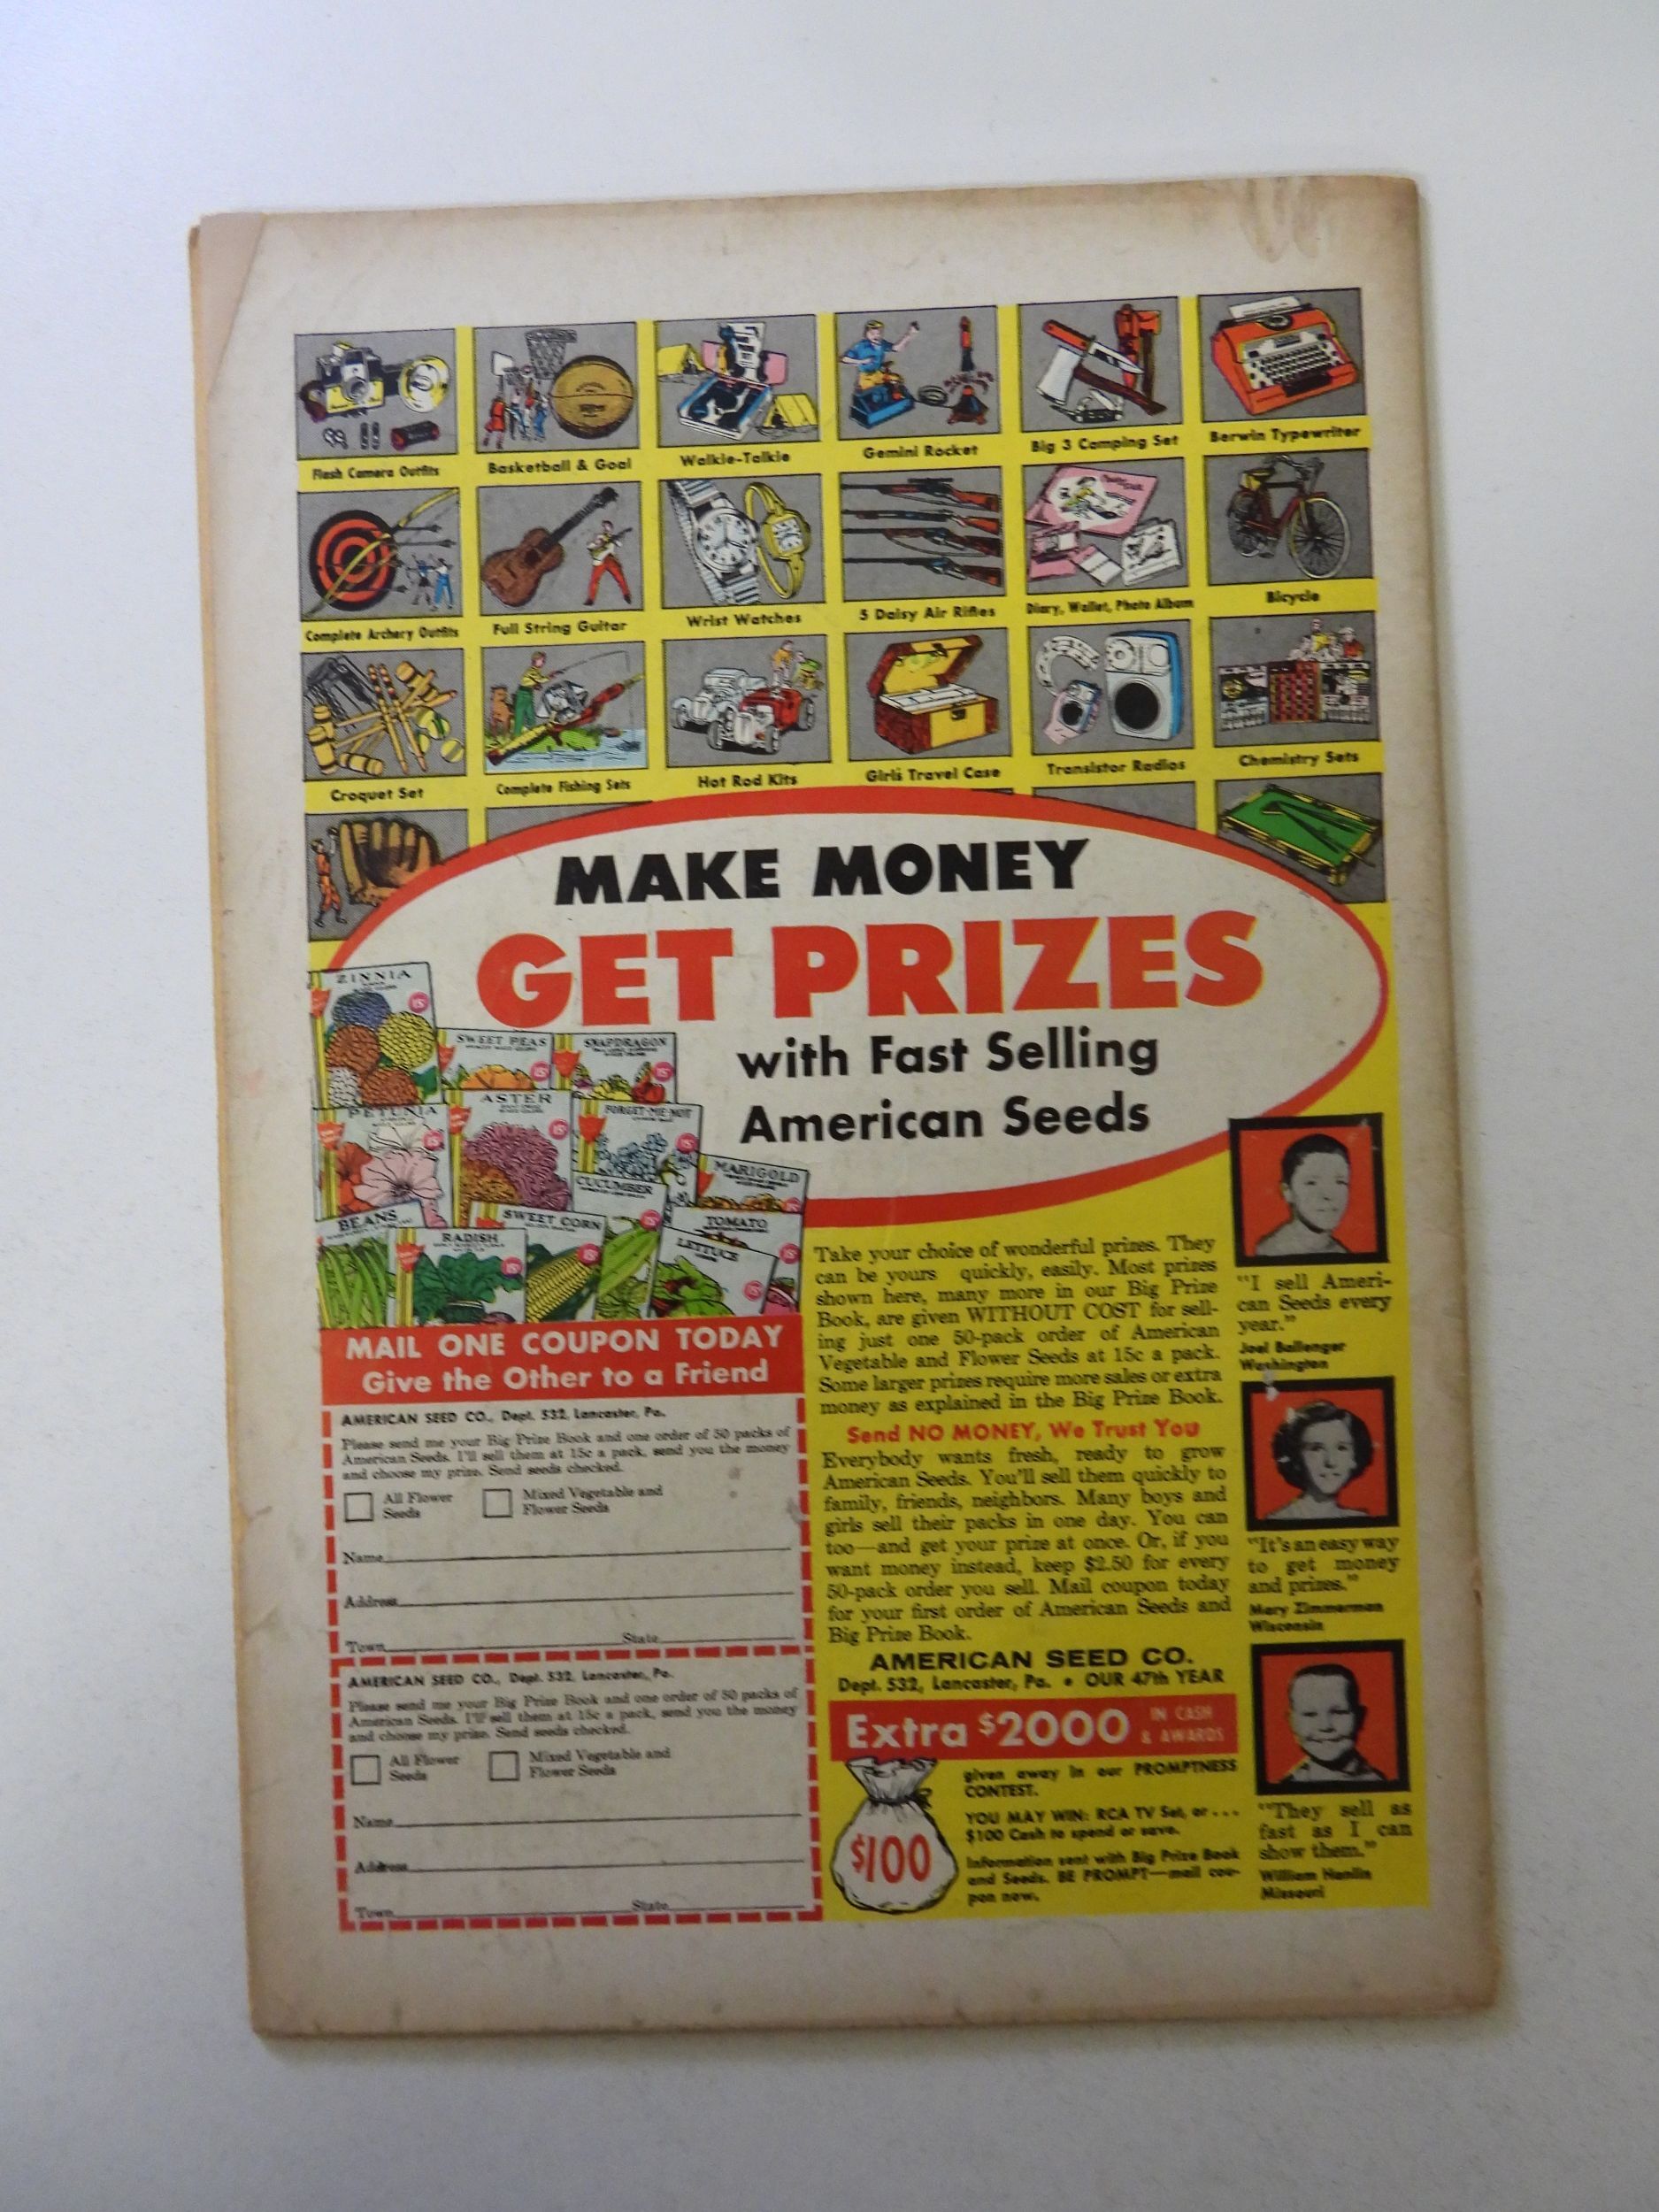 Flash Camera Outfits
Basketball & Goal
Walkie-Talkie
Gemini Rocket
Big 3 Camping Set
Berwin Typewriter
Complete Archery Outfits
Full String Guitar
Wrist Watches
5 Daisy Air Rifles
Diary, Wallet, Photo Album
Bicycle
Croquet Set
Complete Fishing Sets
Hot Rod Kits
Girls Travel Case
Transistor Radios
Chemistry Sets
MAKE MONEY
GET PRIZES
with Fast Selling
American Seeds
ZINNIA
15¢
SWEET PEAS
15¢
SNAPDRAGON
15¢
PETUNIA
15¢
ASTER
15¢
FORGET-ME-NOT
15¢
MARIGOLD
CUCUMBER
BEANS
RADISH
15¢
SWEET CORN
15¢
TOMATO
15¢
LETTUCE
15¢
MAIL ONE COUPON TODAY
Give the Other to a Friend
AMERICAN SEED CO., Dept. 532, Lancaster, Pa.
Please send me your Big Prize Book and one order of 50 packs of
American Seeds. I'll sell them at 15c a pack, send you the money
and choose my prize. Send seeds checked.
All Flower
Seeds
Mixed Vegetable and
Flower Seeds
Name
Address
Town State
AMERICAN SEED CO., Dept. 532, Lancaster, Pa.
Please send me your Big Prize Book and one order of 50 packs of
American Seeds. I'll sell them at 15c a pack, send you the money
and choose my prize. Send seeds checked.
All Flower
Seeds
Mixed Vegetable and
Flower Seeds
Name
Address
Town State
Take your choice of wonderful prizes. They
can be yours quickly, easily. Most prizes
shown here, many more in our Big Prize
Book, are given WITHOUT COST for sell-
ing just one 50-pack order of American
Vegetable and Flower Seeds at 15c a pack.
Some larger prizes require more sales or extra
money as explained in the Big Prize Book.
Send NO MONEY, We Trust You
Everybody wants fresh, ready to grow
American Seeds. You'll sell them quickly to
family, friends, neighbors. Many boys and
girls sell their packs in one day. You can
too—and get your prize at once. Or, if you
want money instead, keep $2.50 for every
50-pack order you sell. Mail coupon today
for your first order of American Seeds and
Big Prize Book.
AMERICAN SEED CO.
Dept. 532, Lancaster, Pa. • OUR 47th YEAR
Extra $2000 IN CASH
& AWARDS
$100
given away in our PROMPTNESS
CONTEST.
YOU MAY WIN: RCA TV Set, or . . .
$100 Cash to spend or save.
Information sent with Big Prize Book
and Seeds. BE PROMPT—mail cou-
pon now.
"I sell Ameri-
can Seeds every
year."
Joel Ballenger
Washington
"It's an easy way
to get money
and prizes."
Mary Zimmerman
Wisconsin
"They sell as
fast as I can
show them."
William Hanlin
Missouri